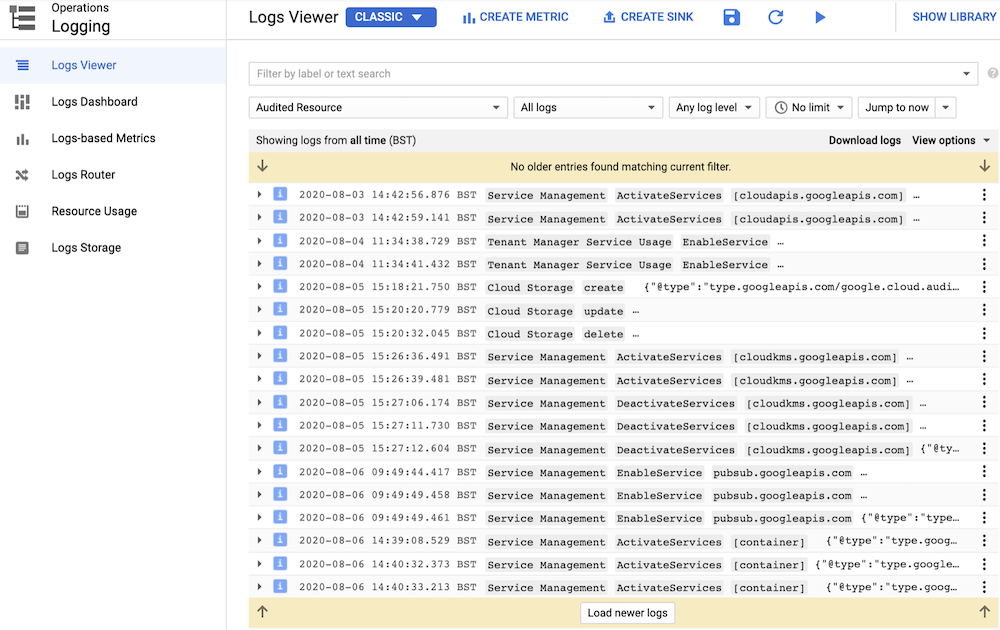 Operations
Logging
Logs Viewer CLASSIC CREATE METRIC CREATE SINK SHOW LIBRARY
Logs Viewer
Logs Dashboard
Logs-based Metrics
Logs Router
Resource Usage
Logs Storage
Filter by label or text search
Audited Resource All logs Any log level No limit Jump to now
Showing logs from all time (BST) Download logs View options
No older entries found matching current filter.
2020-08-03 14:42:56.876 BST Service Management ActivateServices [cloudapis.googleapis.com] …
2020-08-03 14:42:59.141 BST Service Management ActivateServices [cloudapis.googleapis.com] …
2020-08-04 11:34:38.729 BST Tenant Manager Service Usage EnableService …
2020-08-04 11:34:41.432 BST Tenant Manager Service Usage EnableService …
2020-08-05 15:18:21.750 BST Cloud Storage create {"@type":"type.googleapis.com/google.cloud.audi…
2020-08-05 15:20:20.779 BST Cloud Storage update …
2020-08-05 15:20:32.045 BST Cloud Storage delete …
2020-08-05 15:26:36.491 BST Service Management ActivateServices [cloudkms.googleapis.com] …
2020-08-05 15:26:39.481 BST Service Management ActivateServices [cloudkms.googleapis.com] …
2020-08-05 15:27:06.174 BST Service Management DeactivateServices [cloudkms.googleapis.com] …
2020-08-05 15:27:11.730 BST Service Management DeactivateServices [cloudkms.googleapis.com] …
2020-08-05 15:27:12.604 BST Service Management DeactivateServices [cloudkms.googleapis.com] {"@ty…
2020-08-06 09:49:44.417 BST Service Management EnableService pubsub.googleapis.com …
2020-08-06 09:49:49.458 BST Service Management EnableService pubsub.googleapis.com …
2020-08-06 09:49:49.461 BST Service Management EnableService pubsub.googleapis.com {"@type":"type…
2020-08-06 14:39:08.529 BST Service Management ActivateServices [container] {"@type":"type.goog…
2020-08-06 14:40:32.373 BST Service Management ActivateServices [container] {"@type":"type.google…
2020-08-06 14:40:33.213 BST Service Management ActivateServices [container] {"@type":"type.goog…
Load newer logs